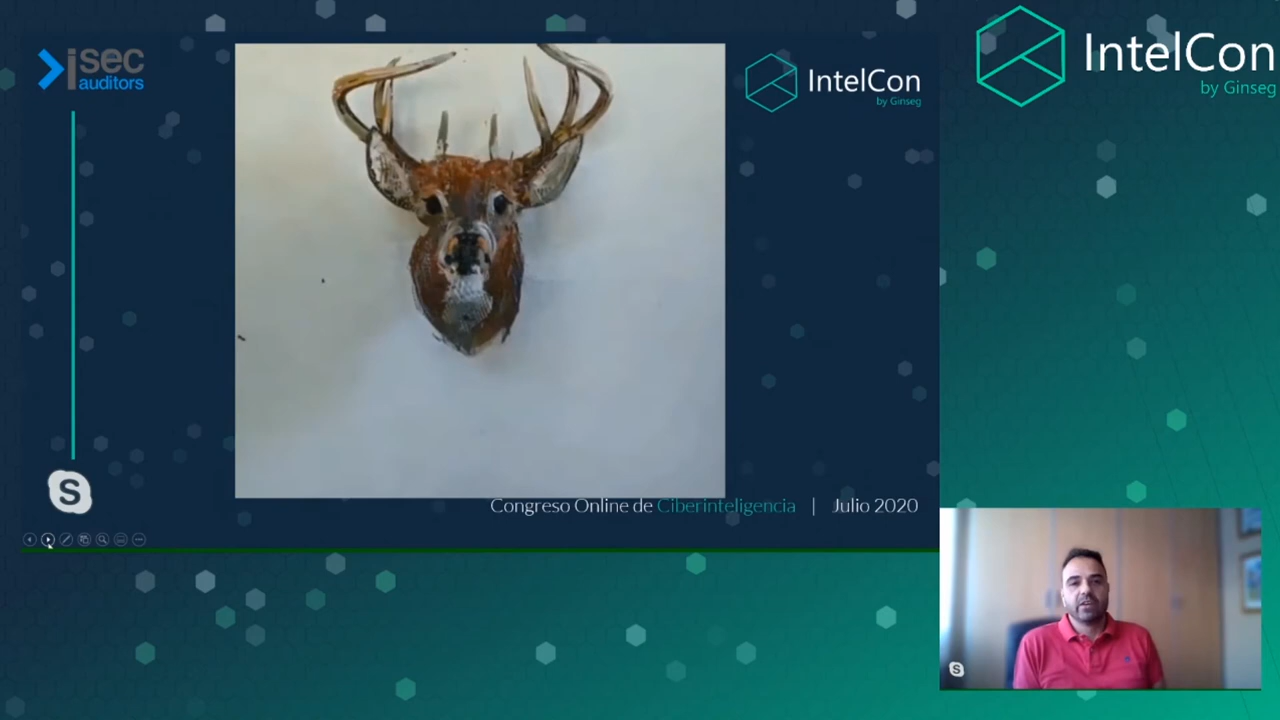 isec
auditors
IntelCon
by Ginseg
IntelCon
by Ginseg
S
Congreso Online de Ciberinteligencia | Julio 2020
S